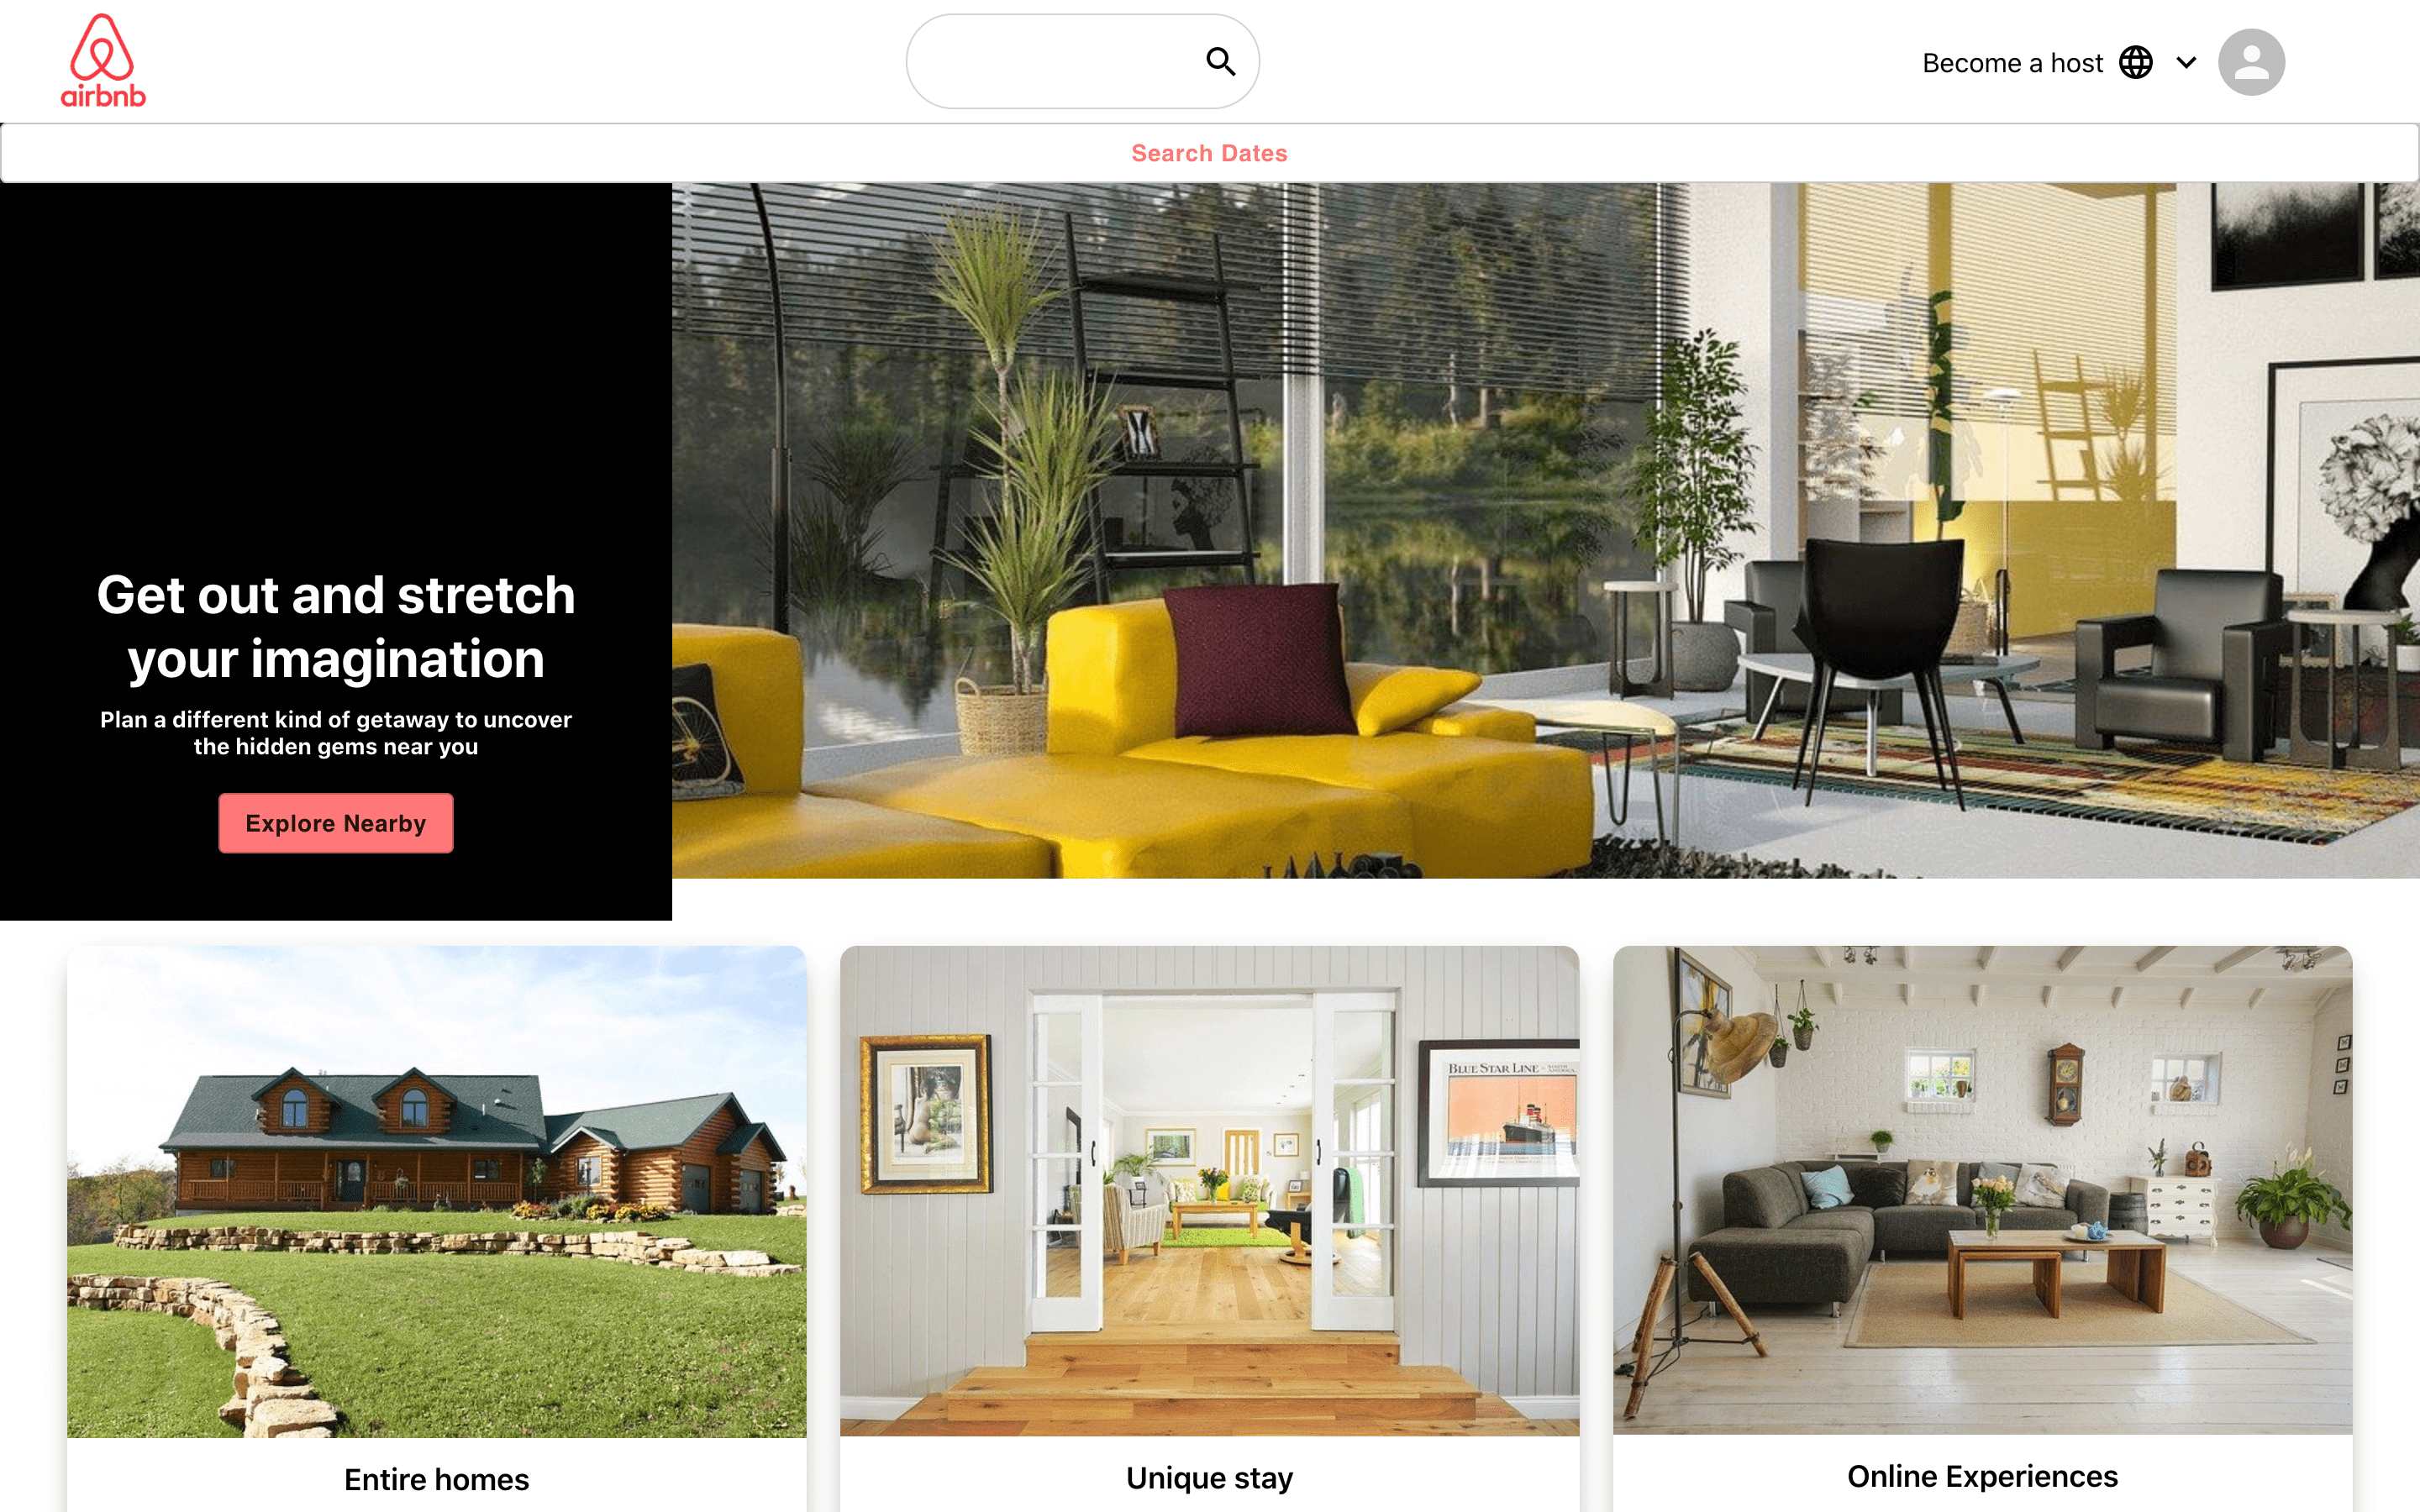 airbnb
Become a host
Search Dates
Get out and stretch
your imagination
Plan a different kind of getaway to uncover
the hidden gems near you
Explore Nearby
BLUE STAR LINE
Entire homes
Unique stay
Online Experiences